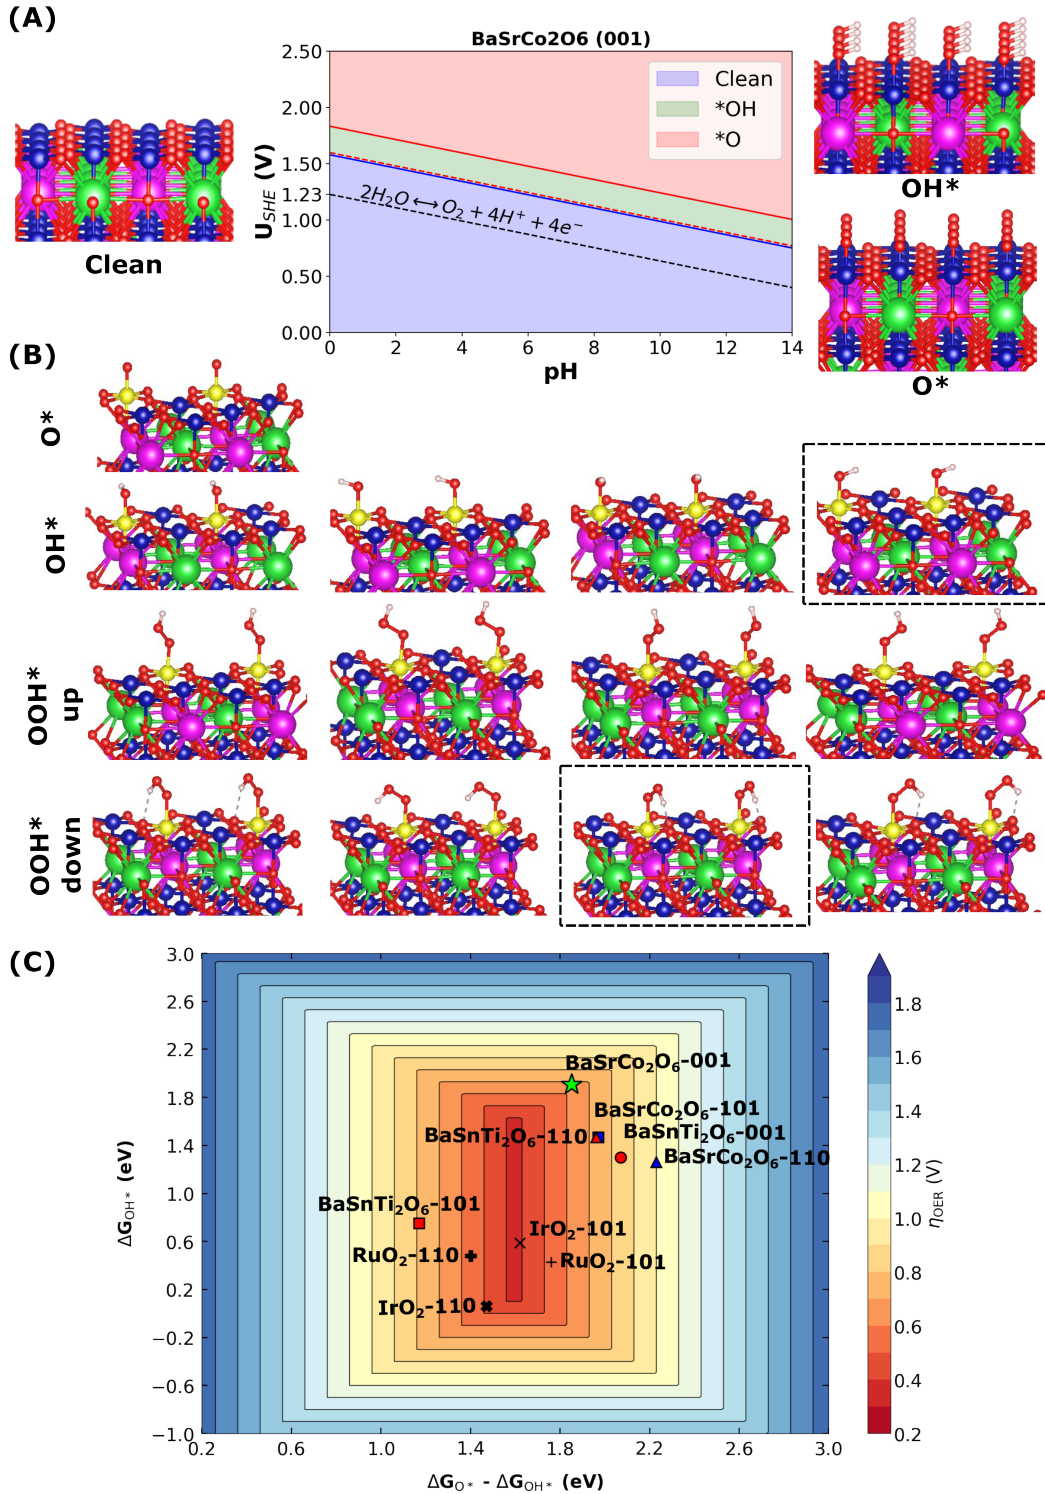 (A)
BaSrCo2O6 (001)
2.50
2.00
1.50
1.23
1.00
0.50
0.00
U_SHE (V)
Clean
*OH
*O
2H₂O ⟷ O₂ + 4H⁺ + 4e⁻
0
2
4
6
8
10
12
14
pH
Clean
OH*
O*
(B)
O*
OH*
OOH*
up
OOH*
down
(C)
3.0
2.6
2.2
1.8
1.4
1.0
0.6
0.2
−0.2
−0.6
−1.0
ΔG_OH* (eV)
BaSrCo₂O₆-001
BaSrCo₂O₆-101
BaSnTi₂O₆-110
BaSnTi₂O₆-001
BaSrCo₂O₆-110
BaSnTi₂O₆-101
IrO₂-101
RuO₂-110
RuO₂-101
IrO₂-110
0.2
0.6
1.0
1.4
1.8
2.2
2.6
3.0
ΔG_O* - ΔG_OH* (eV)
1.8
1.6
1.4
1.2
1.0
0.8
0.6
0.4
0.2
η_OER (V)